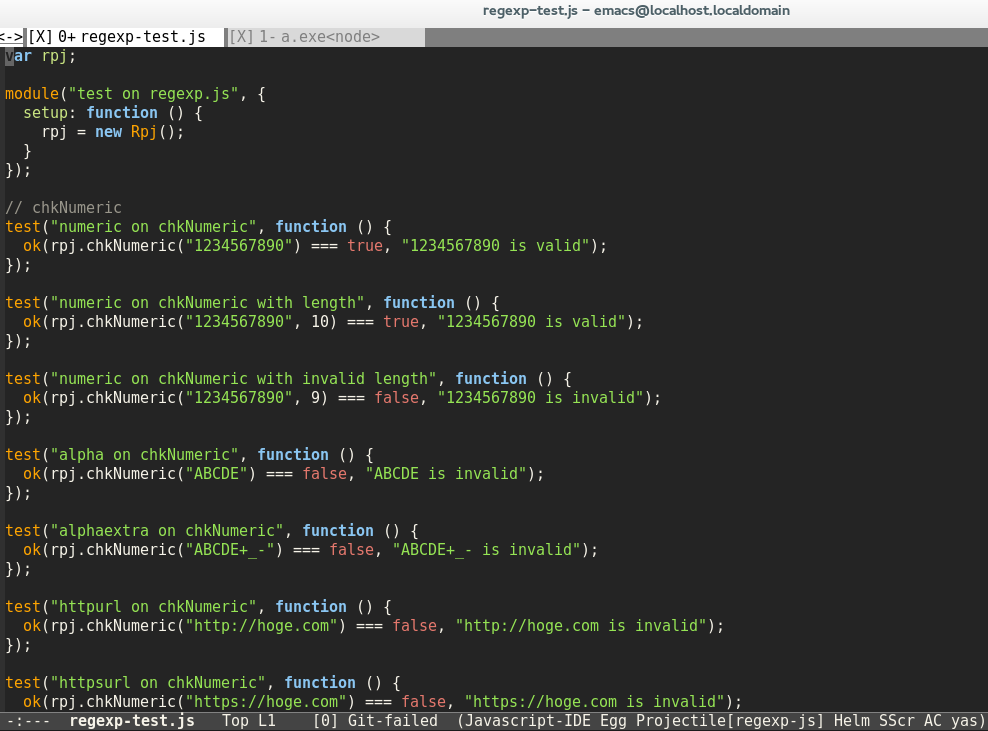 regexp-test.js - emacs@localhost.localdomain
<->[X] 0+ regexp-test.js [X] 1- a.exe<node>
var rpj;
module("test on regexp.js", {
  setup: function () {
    rpj = new Rpj();
  }
});
// chkNumeric
test("numeric on chkNumeric", function () {
  ok(rpj.chkNumeric("1234567890") === true, "1234567890 is valid");
});
test("numeric on chkNumeric with length", function () {
  ok(rpj.chkNumeric("1234567890", 10) === true, "1234567890 is valid");
});
test("numeric on chkNumeric with invalid length", function () {
  ok(rpj.chkNumeric("1234567890", 9) === false, "1234567890 is invalid");
});
test("alpha on chkNumeric", function () {
  ok(rpj.chkNumeric("ABCDE") === false, "ABCDE is invalid");
});
test("alphaextra on chkNumeric", function () {
  ok(rpj.chkNumeric("ABCDE+_-") === false, "ABCDE+_- is invalid");
});
test("httpurl on chkNumeric", function () {
  ok(rpj.chkNumeric("http://hoge.com") === false, "http://hoge.com is invalid");
});
test("httpsurl on chkNumeric", function () {
  ok(rpj.chkNumeric("https://hoge.com") === false, "https://hoge.com is invalid");
-:---  regexp-test.js   Top L1    [0] Git-failed  (Javascript-IDE Egg Projectile[regexp-js] Helm SScr AC yas)